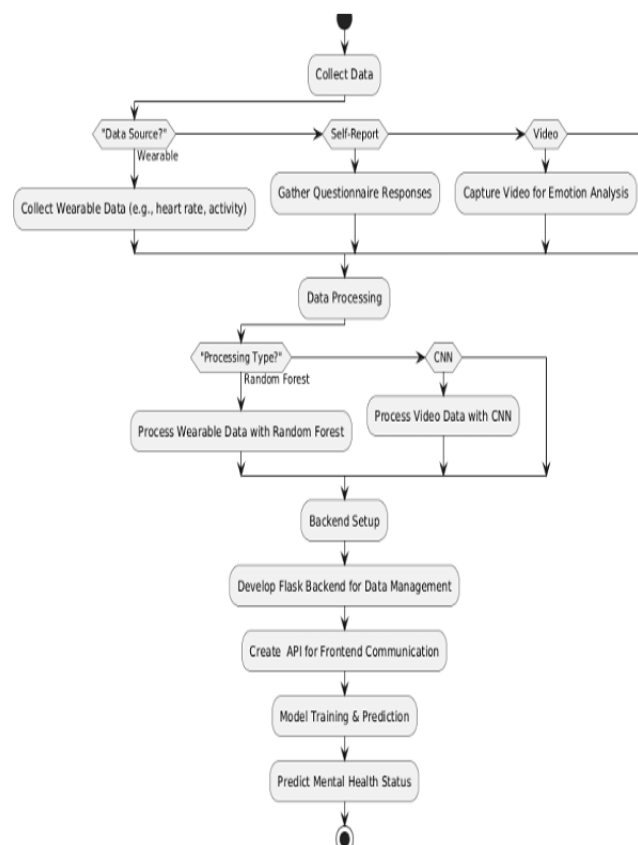 Collect Data
"Data Source?"
Self-Report
Video
Wearable
Collect Wearable Data (e.g., heart rate, activity)
Gather Questionnaire Responses
Capture Video for Emotion Analysis
Data Processing
"Processing Type?"
CNN
Random Forest
Process Wearable Data with Random Forest
Process Video Data with CNN
Backend Setup
Develop Flask Backend for Data Management
Create  API for Frontend Communication
Model Training & Prediction
Predict Mental Health Status